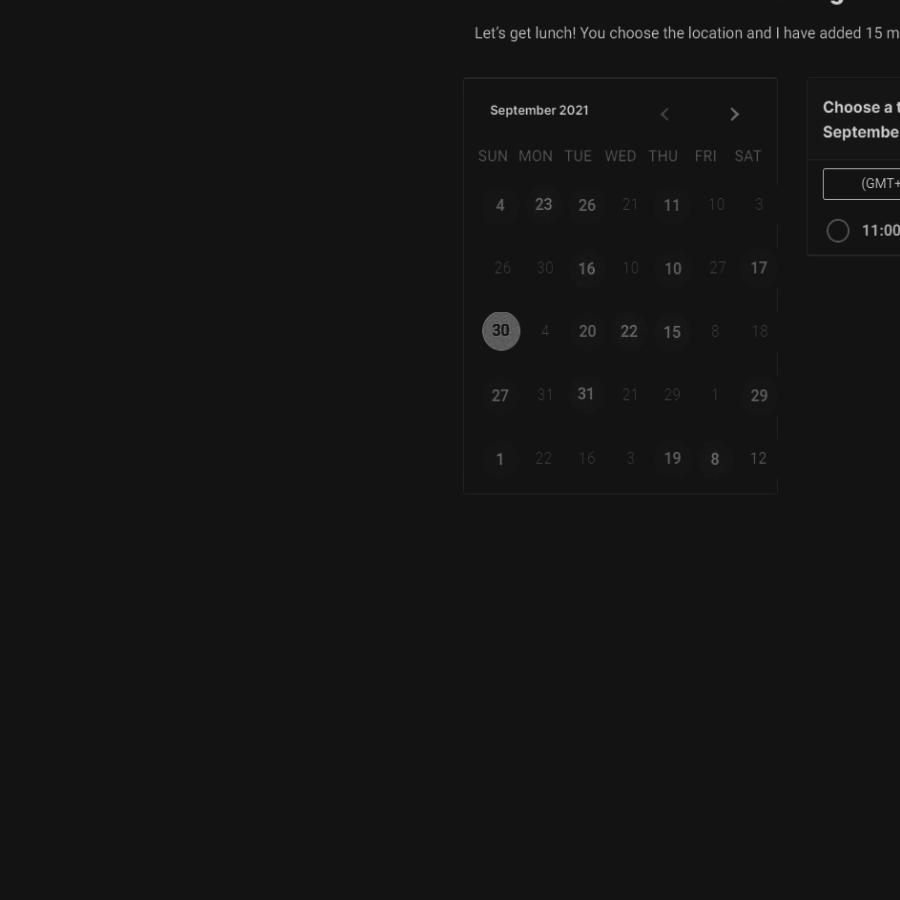 Let's get lunch! You choose the location and I have added 15 m
September 2021
SUN MON TUE WED THU FRI SAT
4 23 26 21 11 10 3
26 30 16 10 10 27 17
30 4 20 22 15 8 18
27 31 31 21 29 1 29
1 22 16 3 19 8 12
Choose a t
Septembe
(GMT+
11:00